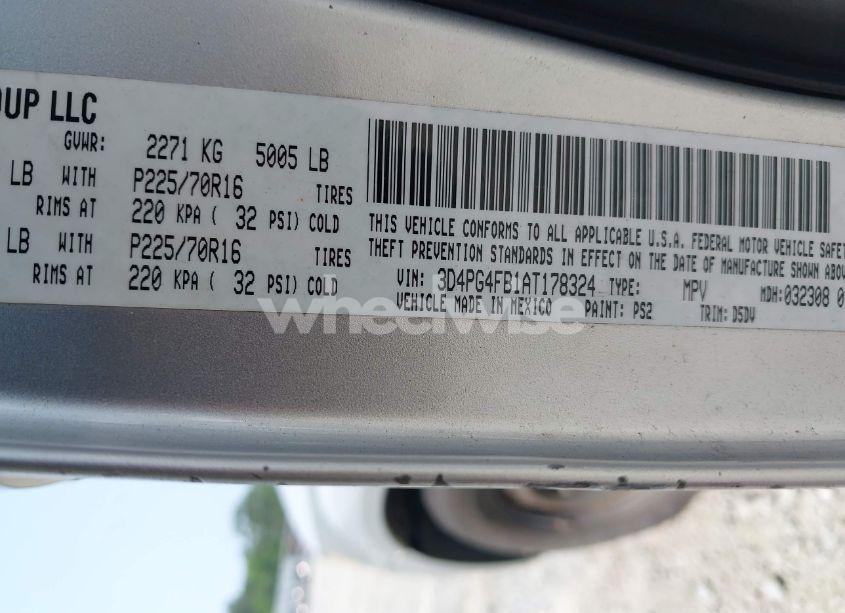 OUP LLC
GVWR: 2271 KG 5005 LB
LB WITH P225/70R16 TIRES
RIMS AT 220 KPA ( 32 PSI) COLD
LB WITH P225/70R16 TIRES
RIMS AT 220 KPA ( 32 PSI) COLD
THIS VEHICLE CONFORMS TO ALL APPLICABLE U.S.A. FEDERAL MOTOR VEHICLE SAFET
THEFT PREVENTION STANDARDS IN EFFECT ON THE DATE OF MANUFACTURE SHOWN ABO
VIN: 3D4PG4FB1AT178324 TYPE: MPV MDH:032308 0
VEHICLE MADE IN MEXICO PAINT: PS2 TRIM: D5DV
wheelwise